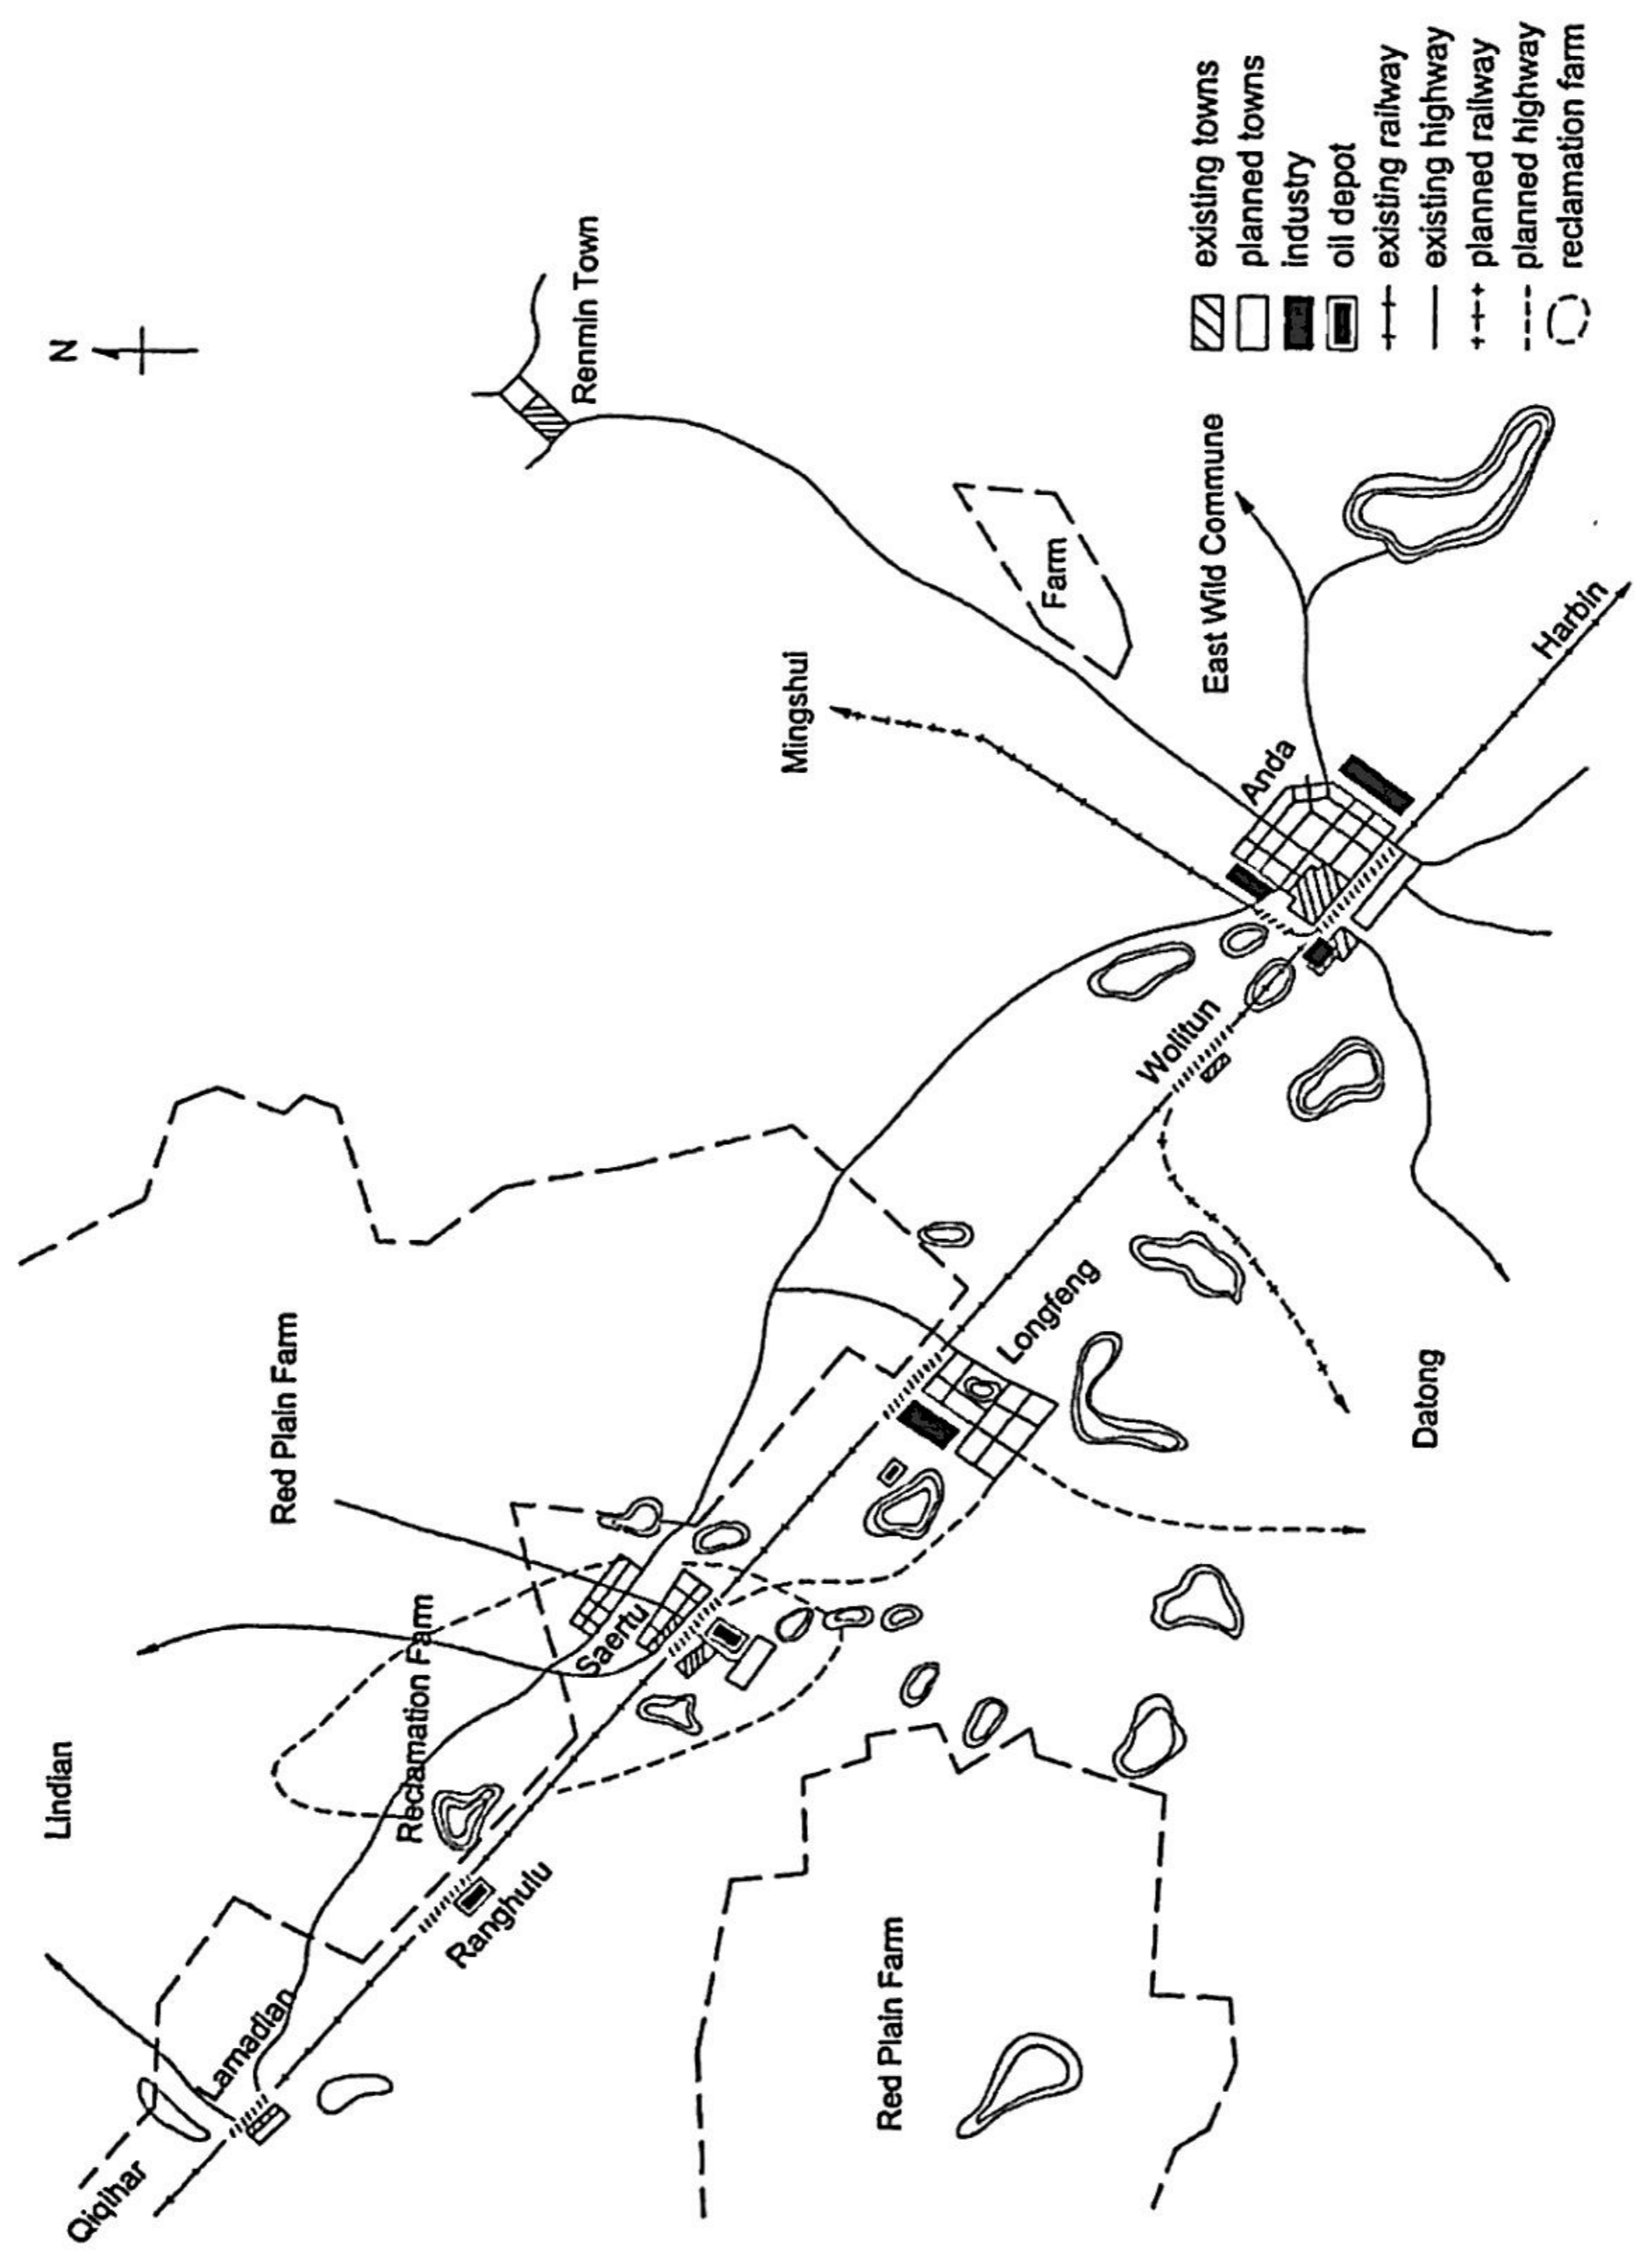 N
Renmin Town
Lindian
Red Plain Farm
Mingshui
Qiqihar
Lamadian
Reclamation Farm
Farm
Ranghulu
Saertu
East Wild Commune
Anda
Wolitun
Longfeng
Harbin
Red Plain Farm
Datong
existing towns
planned towns
industry
oil depot
existing railway
existing highway
planned railway
planned highway
reclamation farm